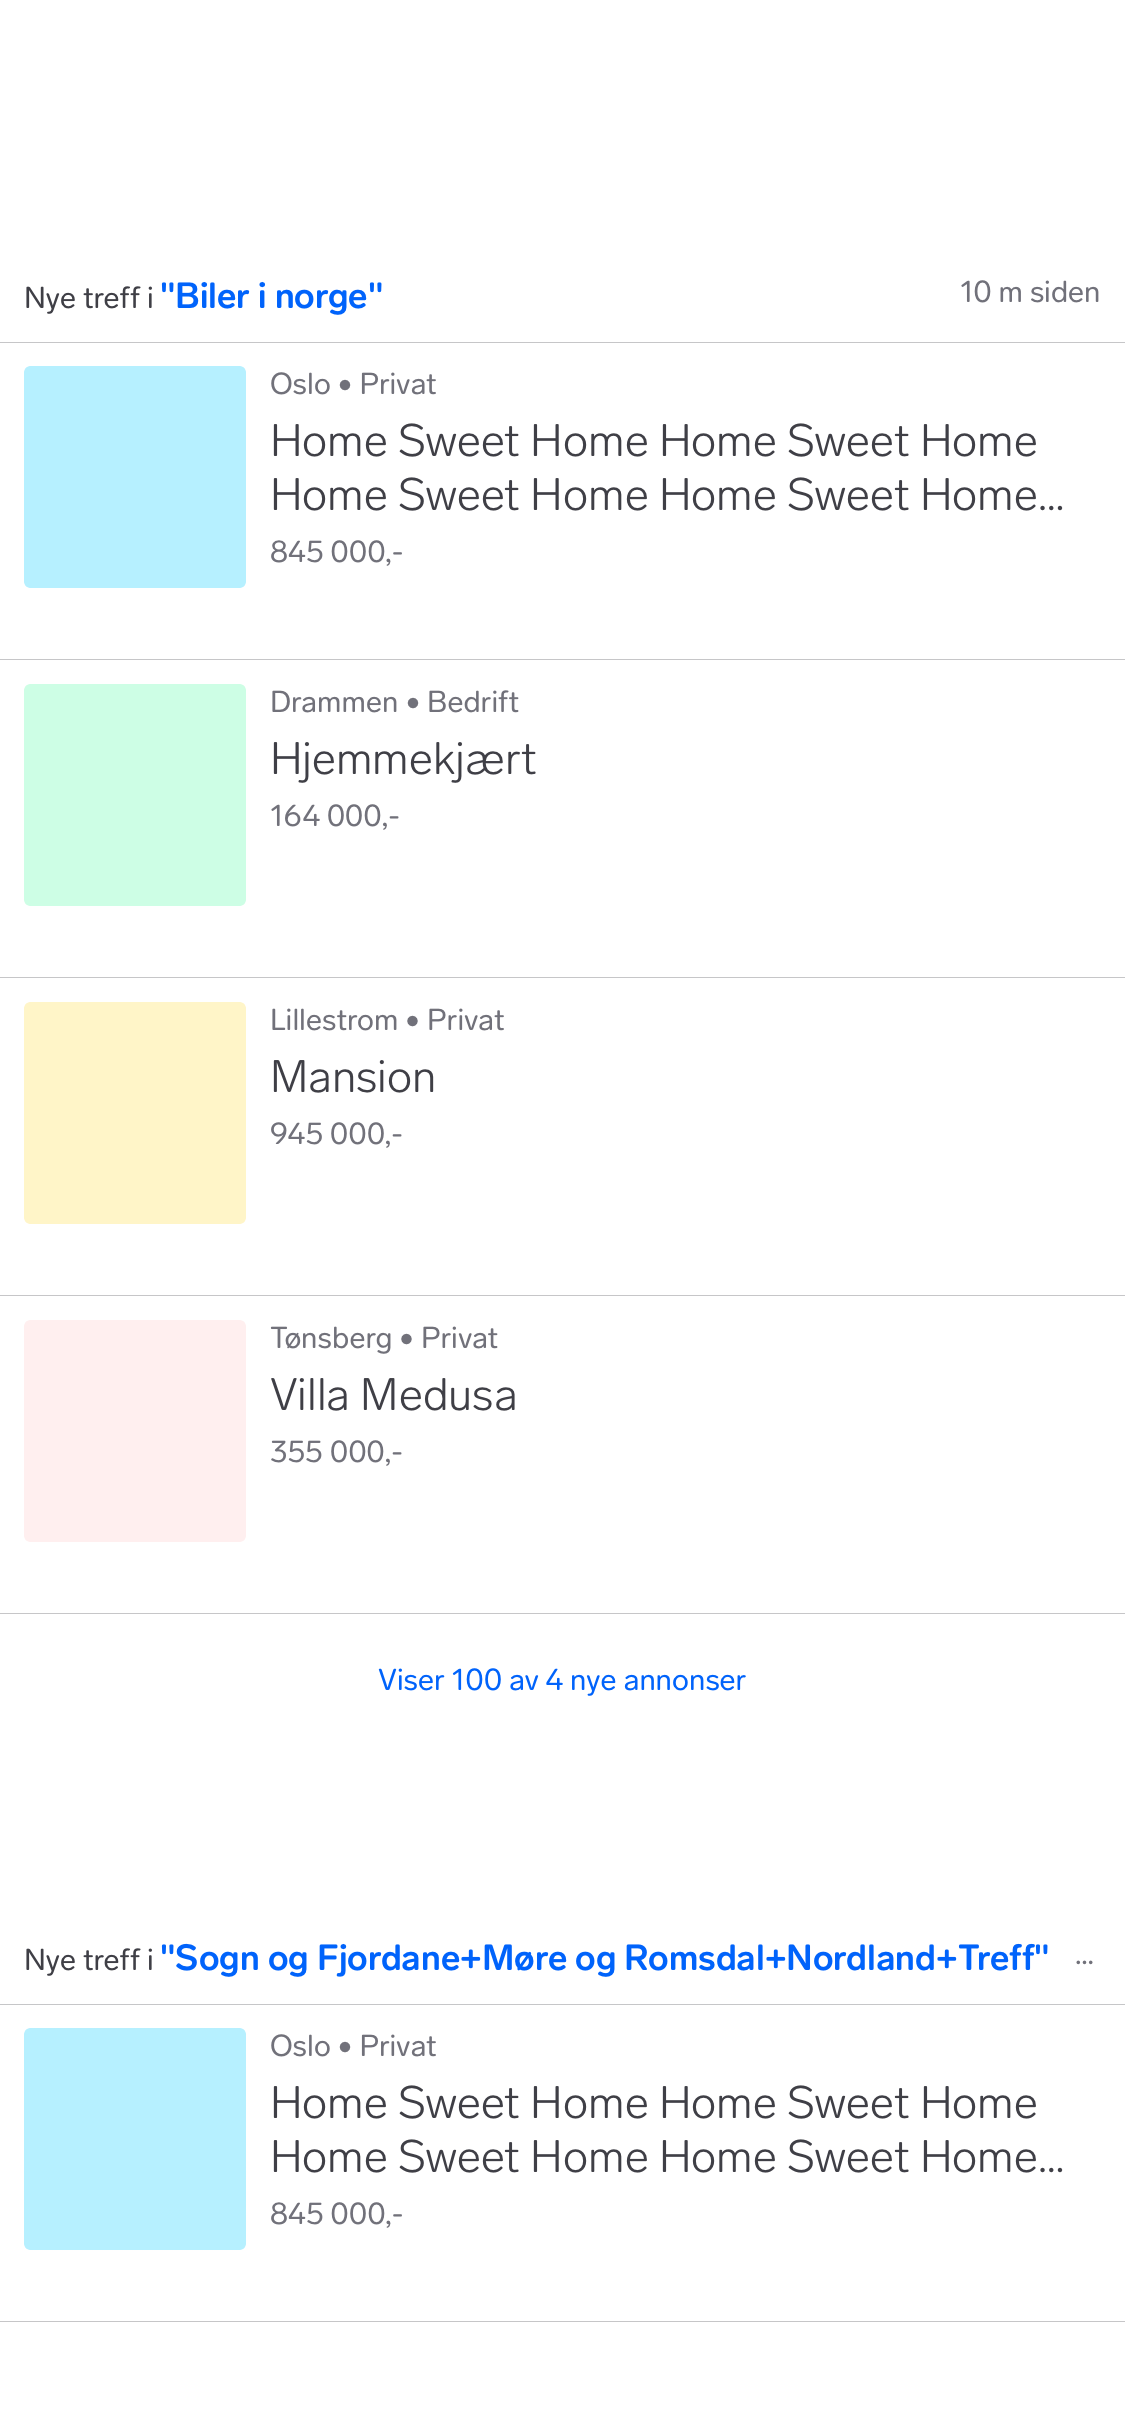 Nye treff i "Biler i norge"
10 m siden
Oslo • Privat
Home Sweet Home Home Sweet Home
Home Sweet Home Home Sweet Home...
845 000,-
Drammen • Bedrift
Hjemmekjært
164 000,-
Lillestrom • Privat
Mansion
945 000,-
Tønsberg • Privat
Villa Medusa
355 000,-
Viser 100 av 4 nye annonser
Nye treff i "Sogn og Fjordane+Møre og Romsdal+Nordland+Treff" ...
Oslo • Privat
Home Sweet Home Home Sweet Home
Home Sweet Home Home Sweet Home...
845 000,-